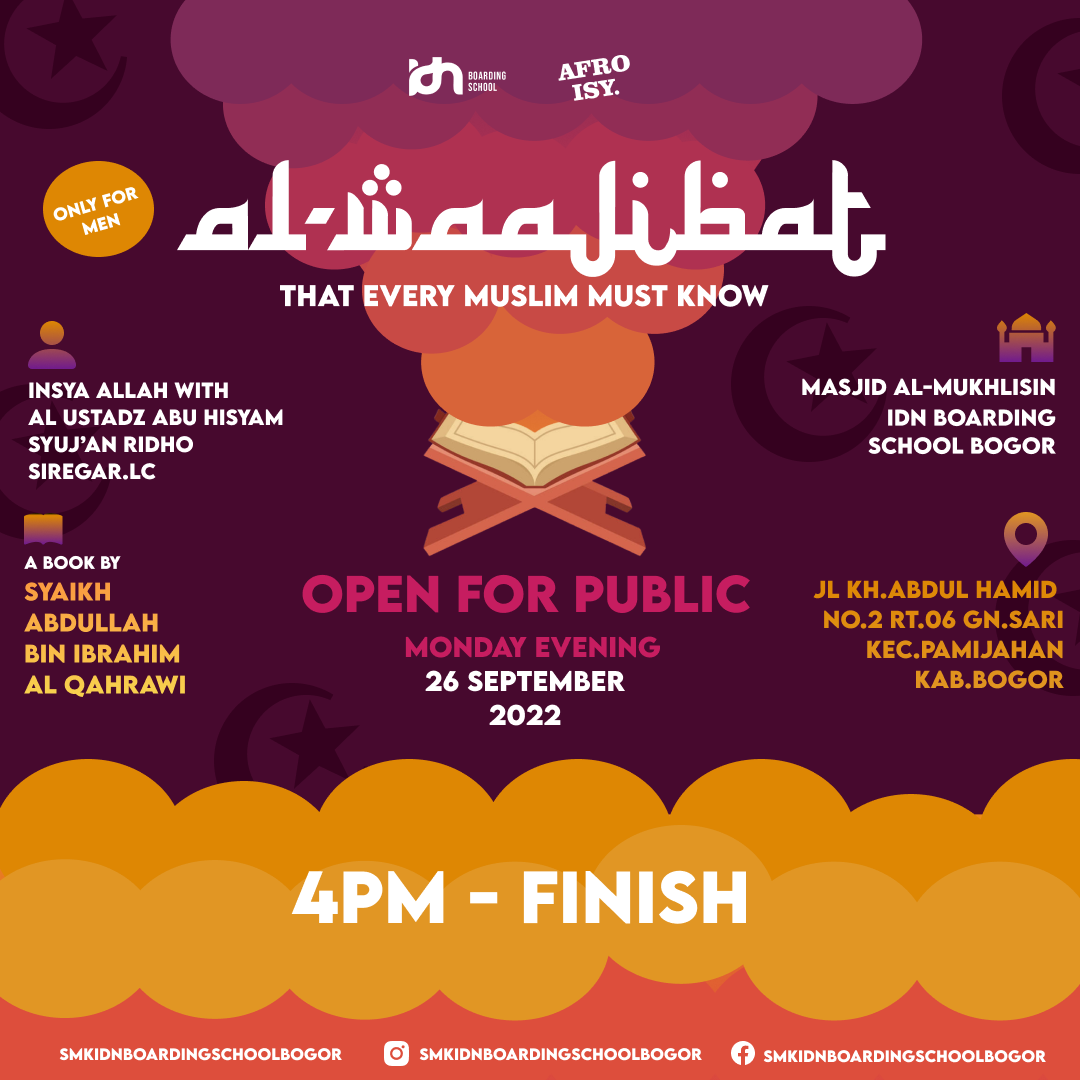 idn BOARDING
SCHOOL
AFRO
ISY.
ONLY FOR
MEN
al-waajibat
THAT EVERY MUSLIM MUST KNOW
INSYA ALLAH WITH
AL USTADZ ABU HISYAM
SYUJ'AN RIDHO
SIREGAR.LC
MASJID AL-MUKHLISIN
IDN BOARDING
SCHOOL BOGOR
A BOOK BY
SYAIKH
ABDULLAH
BIN IBRAHIM
AL QAHRAWI
OPEN FOR PUBLIC
MONDAY EVENING
26 SEPTEMBER
2022
JL KH.ABDUL HAMID
NO.2 RT.06 GN.SARI
KEC.PAMIJAHAN
KAB.BOGOR
4PM - FINISH
SMKIDNBOARDINGSCHOOLBOGOR
SMKIDNBOARDINGSCHOOLBOGOR
SMKIDNBOARDINGSCHOOLBOGOR